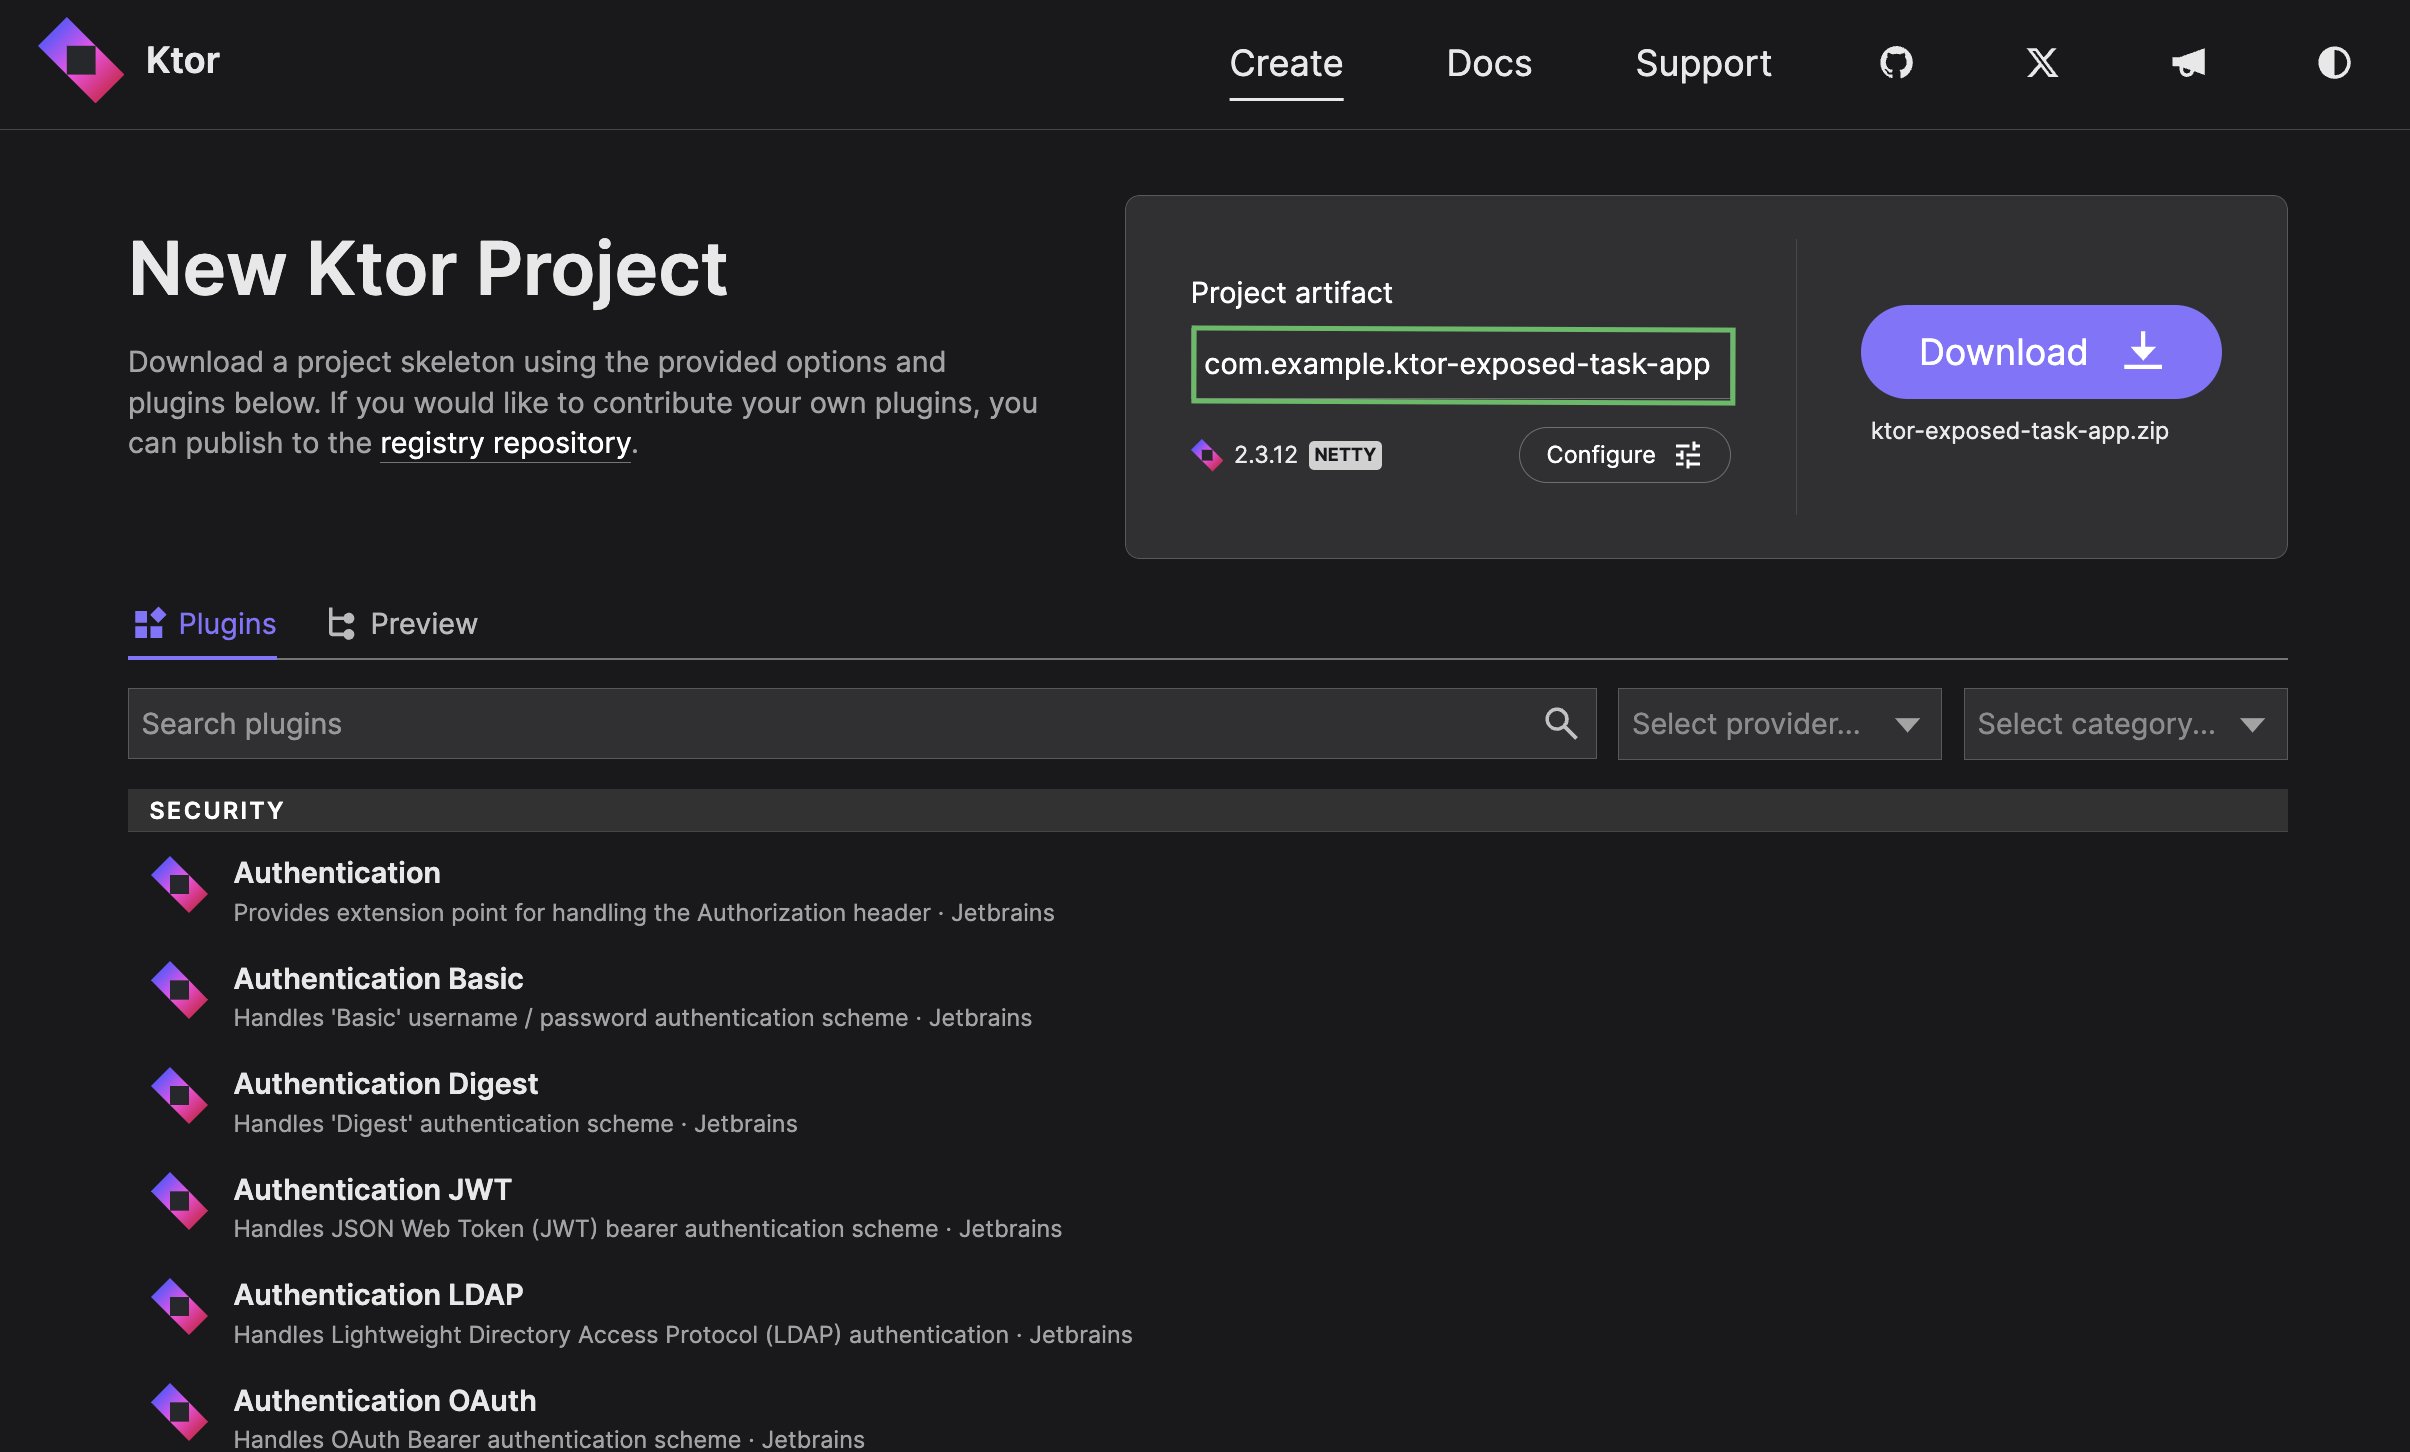 Ktor
Create
Docs
Support
New Ktor Project
Download a project skeleton using the provided options and
plugins below. If you would like to contribute your own plugins, you
can publish to the registry repository.
Project artifact
com.example.ktor-exposed-task-app
2.3.12 NETTY
Configure
Download
ktor-exposed-task-app.zip
Plugins
Preview
Search plugins
Select provider...
Select category...
SECURITY
Authentication
Provides extension point for handling the Authorization header · Jetbrains
Authentication Basic
Handles 'Basic' username / password authentication scheme · Jetbrains
Authentication Digest
Handles 'Digest' authentication scheme · Jetbrains
Authentication JWT
Handles JSON Web Token (JWT) bearer authentication scheme · Jetbrains
Authentication LDAP
Handles Lightweight Directory Access Protocol (LDAP) authentication · Jetbrains
Authentication OAuth
Handles OAuth Bearer authentication scheme · Jetbrains